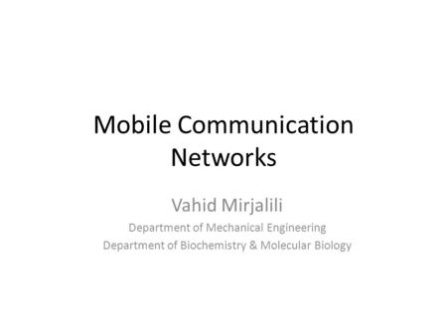 Mobile Communication
Networks
Vahid Mirjalili
Department of Mechanical Engineering
Department of Biochemistry & Molecular Biology